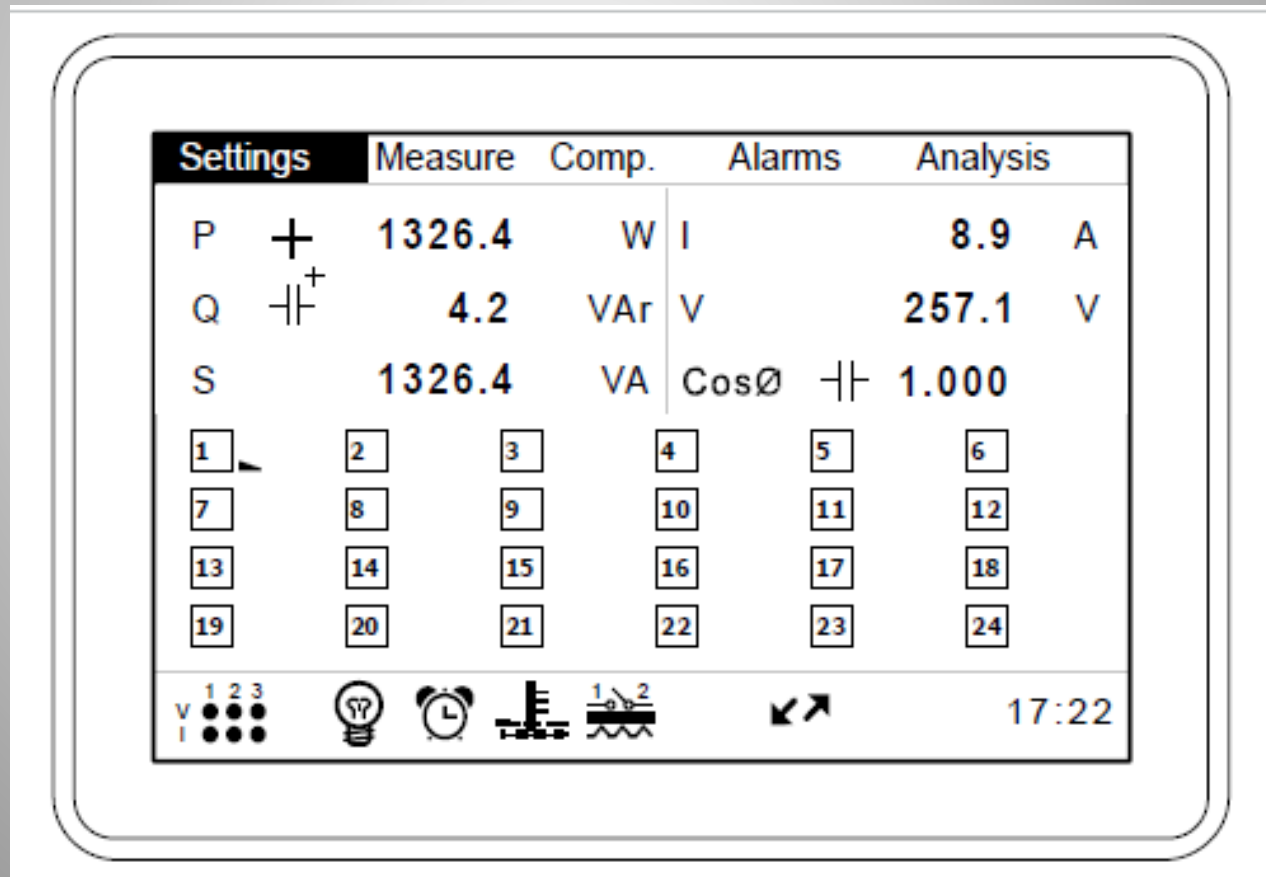 Settings Measure Comp. Alarms Analysis
P + 1326.4 W I 8.9 A
Q + 4.2 VAr V 257.1 V
S 1326.4 VA CosØ 1.000
1 2 3 4 5 6
7 8 9 10 11 12
13 14 15 16 17 18
19 20 21 22 23 24
1 2 3 1 2
V
I
17:22